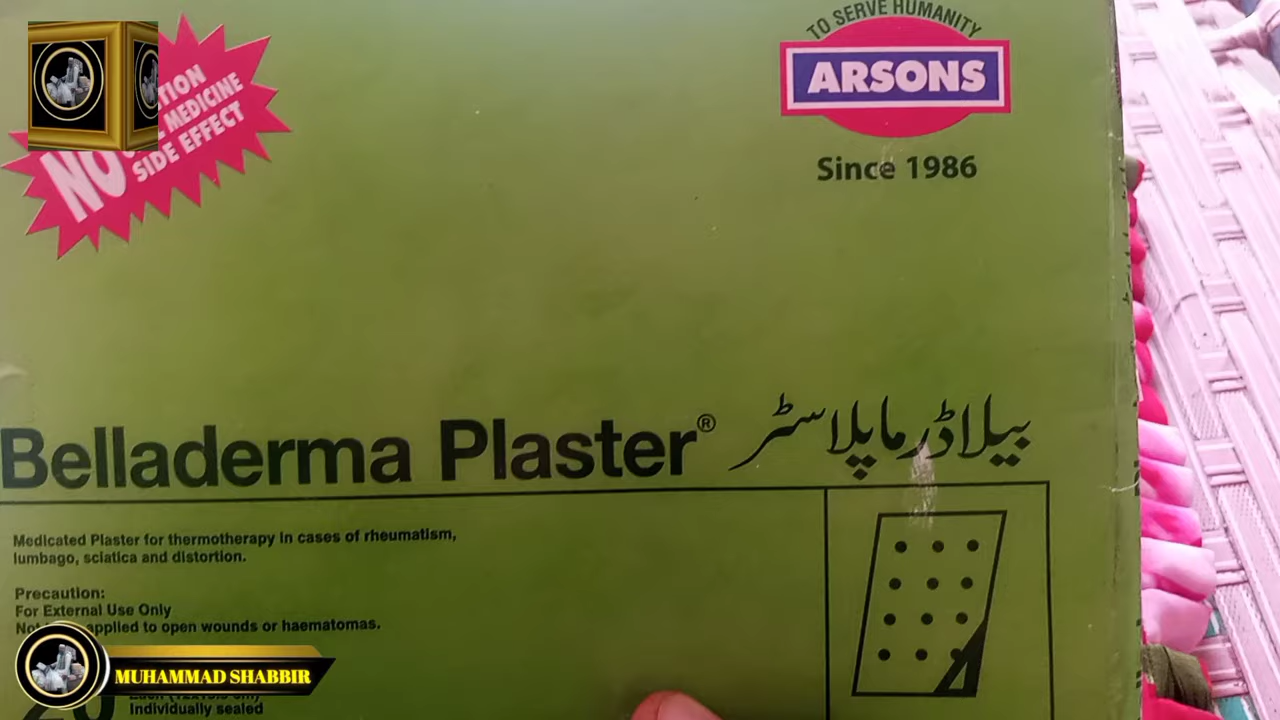 TO SERVE HUMANITY
ARSONS
Since 1986
NO
MEDICINE
SIDE EFFECT
Belladerma Plaster® بیلاڈرما پلاسٹر
Medicated Plaster for thermotherapy in cases of rheumatism,
lumbago, sciatica and distortion.
Precaution:
For External Use Only
applied to open wounds or haematomas.
MUHAMMAD SHABBIR
20
Individually sealed